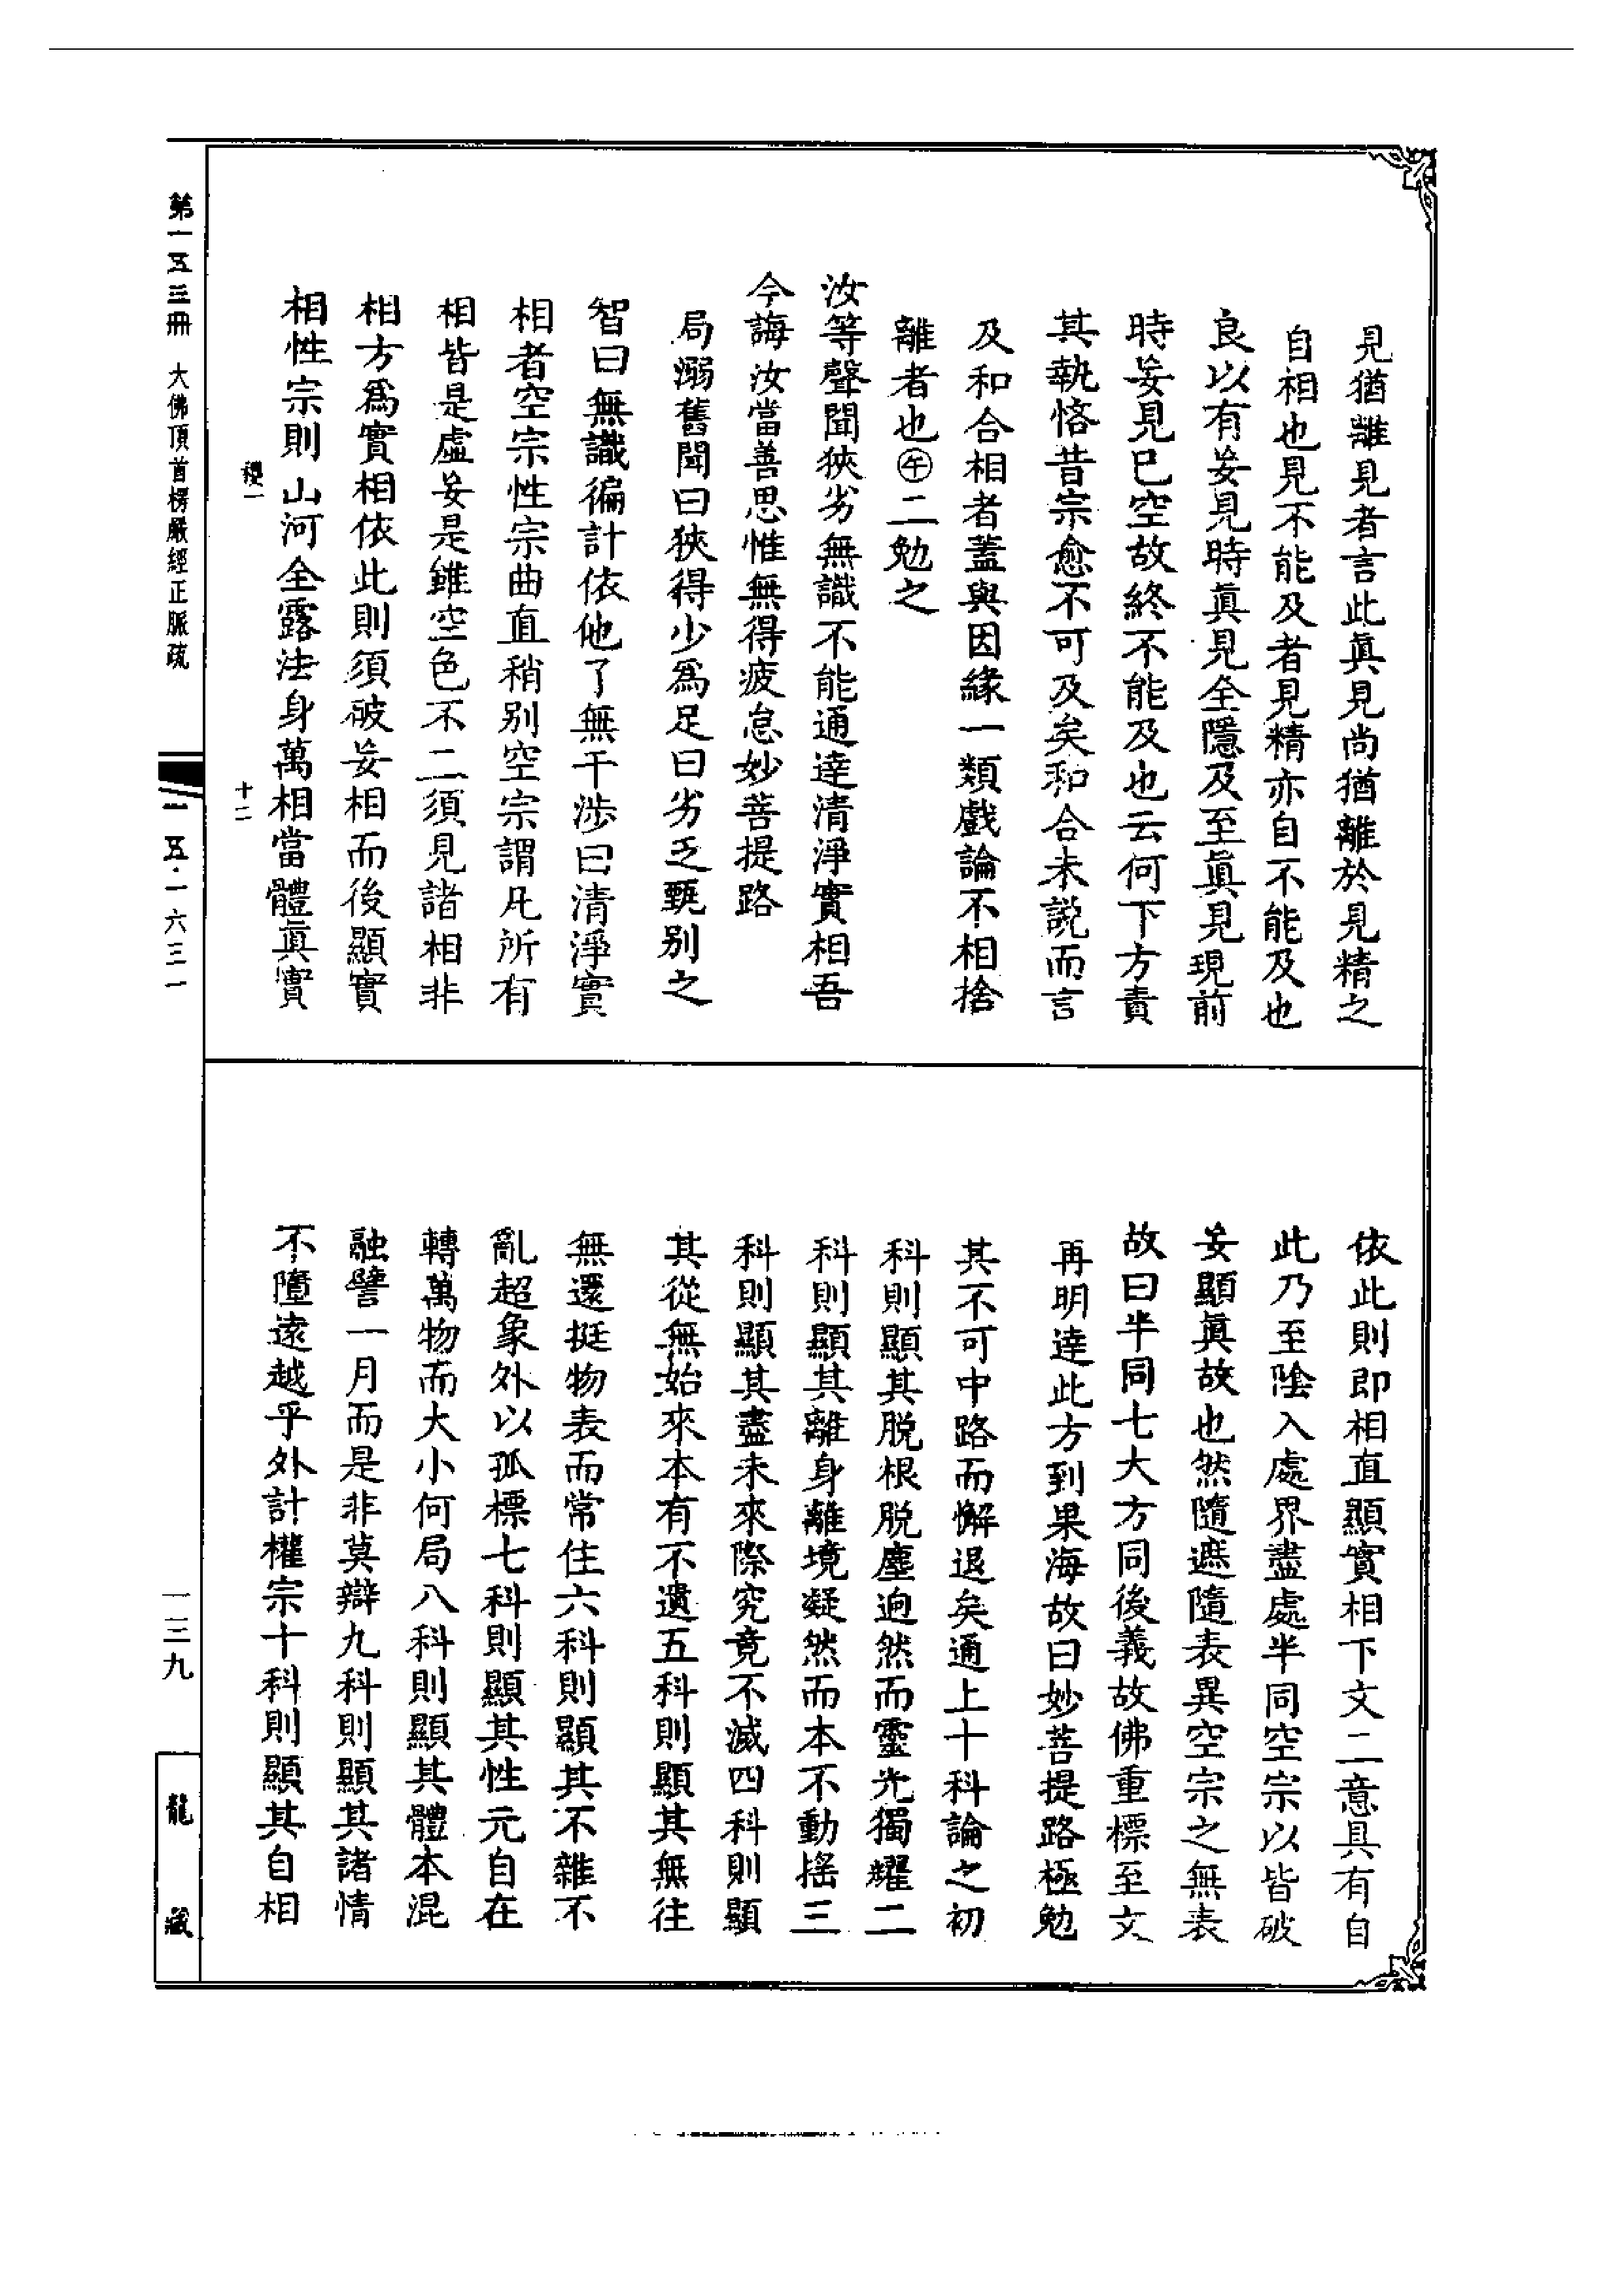 見猶離見者言此眞見尚猶離於見精之
自相也見不能及者見精亦自不能及也
良以有妄見時眞見全隱及至眞見現前
時妄見巳空故終不能及也云何下方責
其執悋昔宗愈不可及矣和合未說而言
及和合相者蓋與因緣一類戲論不相捨
離者也㊌二勉之
汝等聲聞狹劣無識不能通達清淨實相吾
今誨汝當善思惟無得疲怠妙菩提路
局溺舊聞曰狹得少爲足曰劣乏甄別之
智曰無識徧計依他了無干涉曰清淨實
相者空宗性宗曲直稍別空宗謂凡所有
相皆是虛妄是雖空色不二須見諸相非
相方爲實相依此則須破妄相而後顯實
相性宗則山河全露法身萬相當體眞實
依此則即相直顯實相下文二意具有自
此乃至陰入處界盡處半同空宗以皆破
妄顯眞故也然隨遮隨表異空宗之無表
故曰半同七大方同後義故佛重標至文
再明達此方到果海故曰妙菩提路極勉
其不可中路而懈退矣通上十科論之初
科則顯其脫根脫塵迥然而靈光獨耀二
科則顯其離身離境凝然而本不動搖三
科則顯其盡未來際究竟不滅四科則顯
其從無始來本有不遺五科則顯其無往
無還挺物表而常住六科則顯其不雜不
亂超象外以孤標七科則顯其性元自在
轉萬物而大小何局八科則顯其體本混
融譬一月而是非莫辯九科則顯其諸情
不墮遠越乎外計權宗十科則顯其自相
第一五三冊 大佛頂首楞嚴經正脈疏
稷一
十二
一五·一六三一
一三九
龍藏